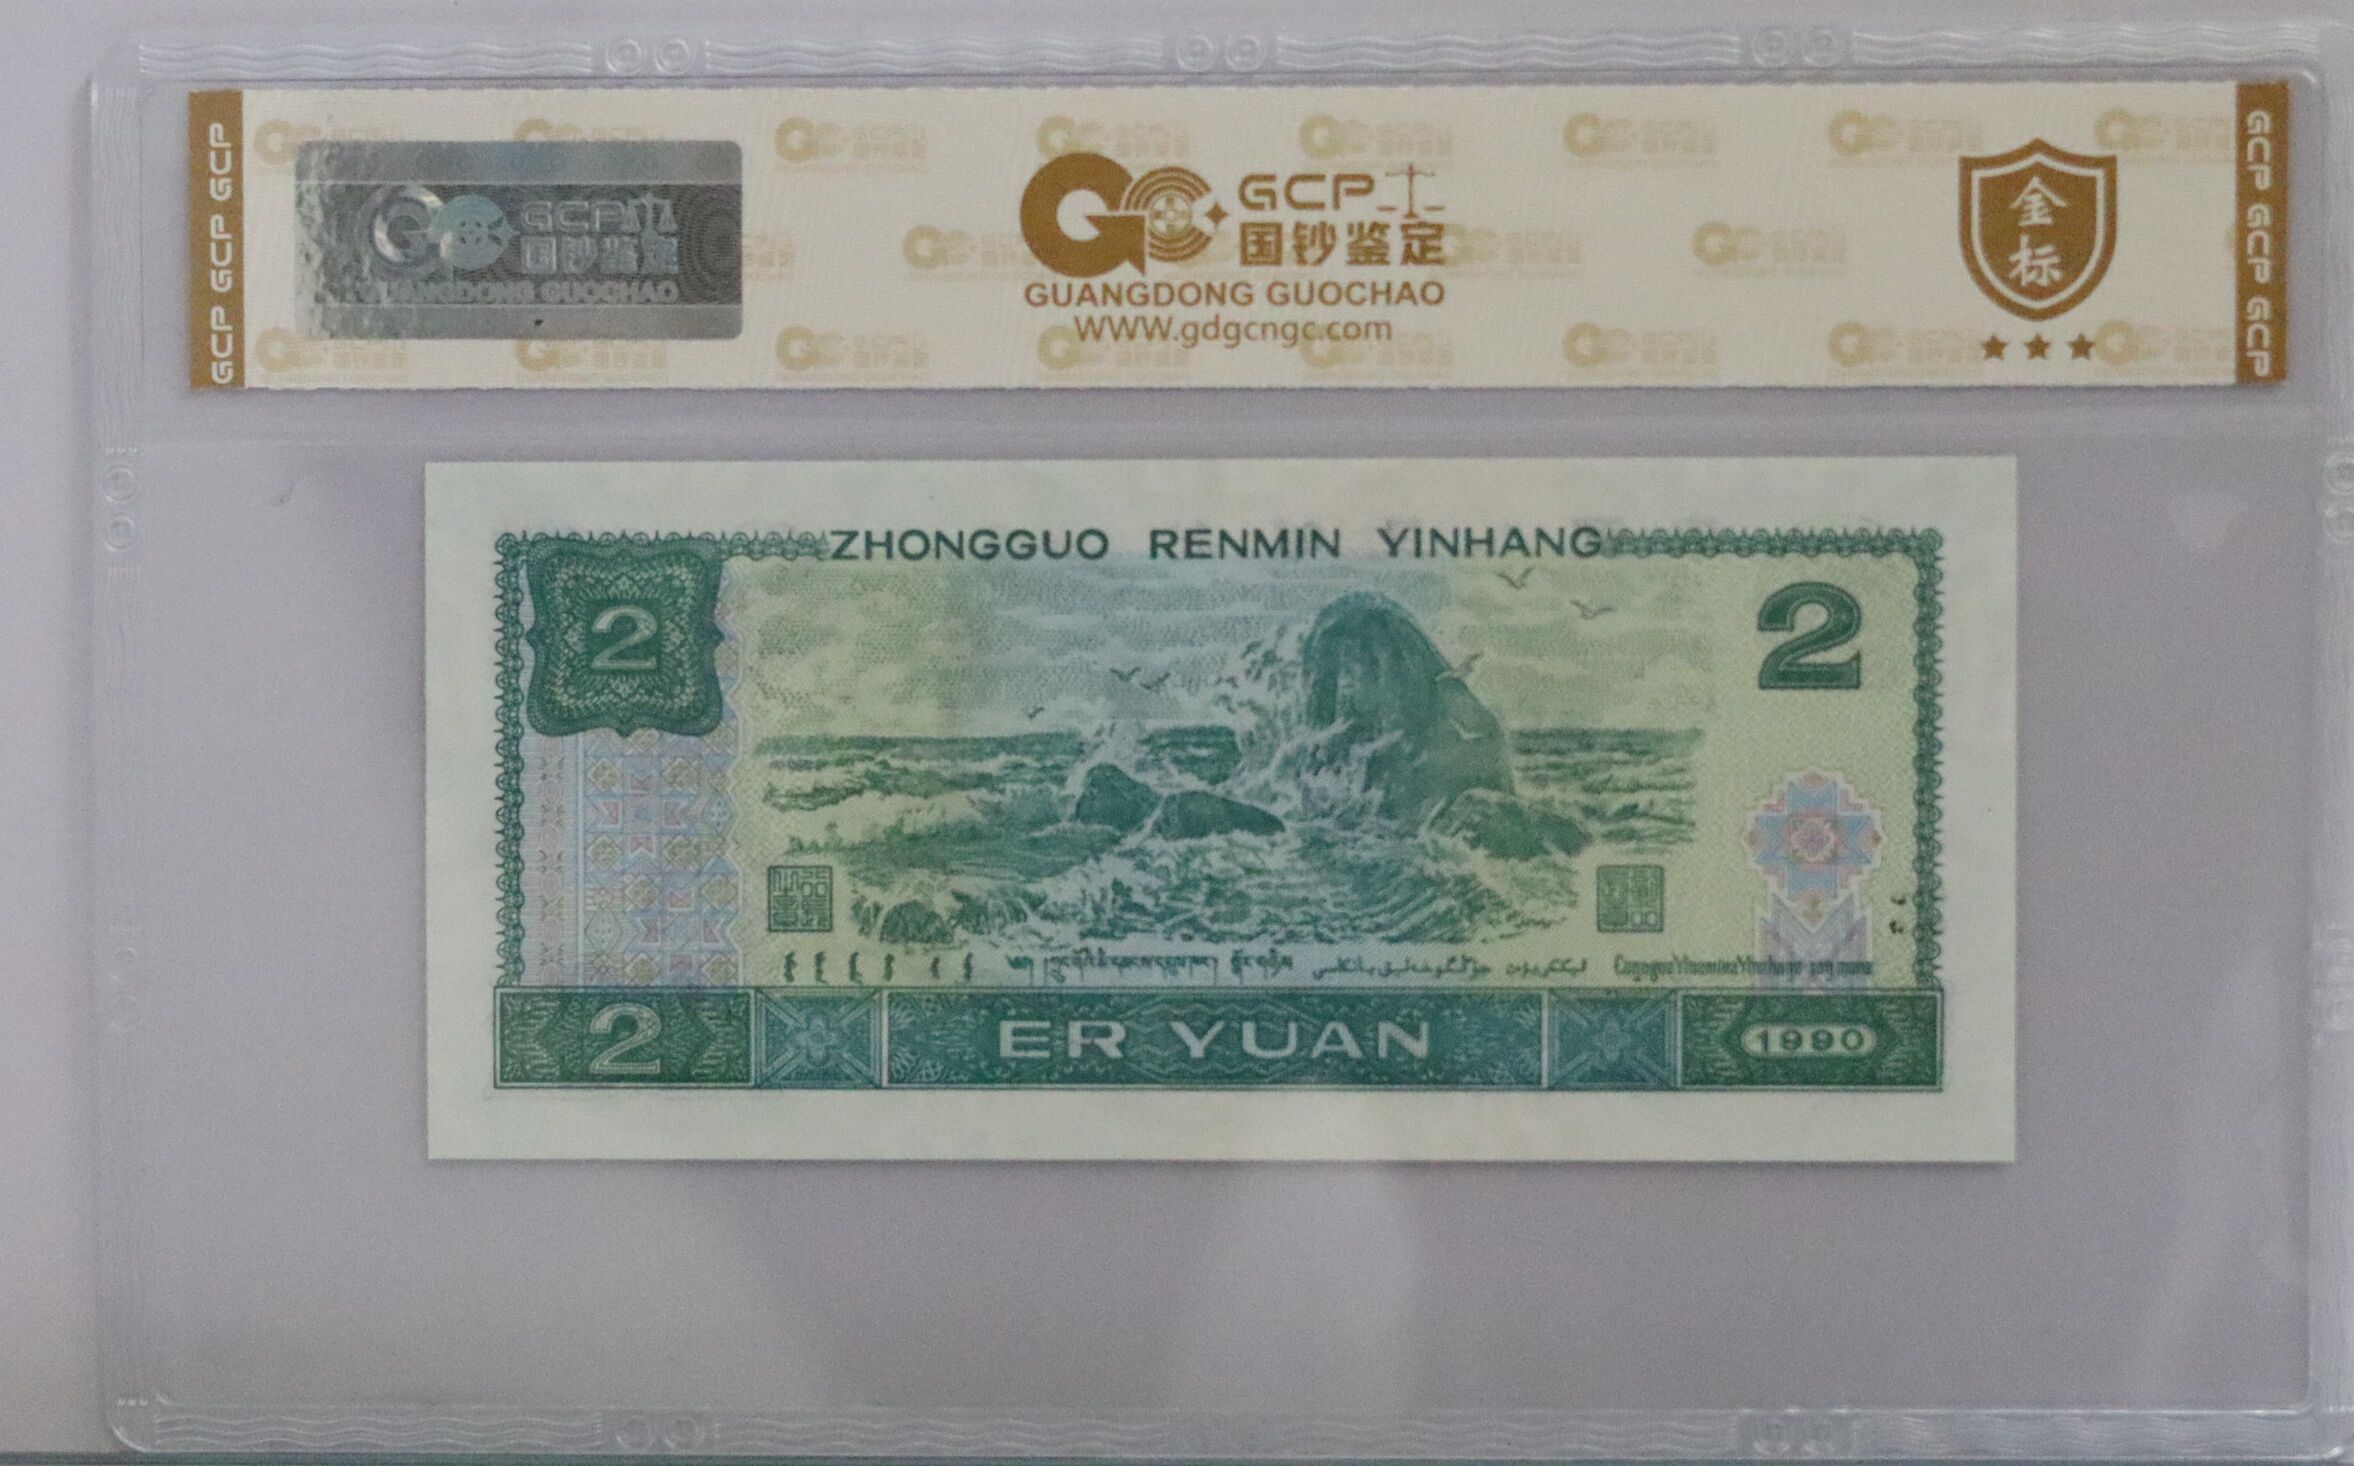 GCP GCP GCP
GCP
国钞鉴定
GUANGDONG GUOCHAO
GCP
国钞鉴定
GUANGDONG GUOCHAO
WWW.gdgcngc.com
金标
GCP GCP GCP
ZHONGGUO RENMIN YINHANG
2
2
2
ER YUAN
1990